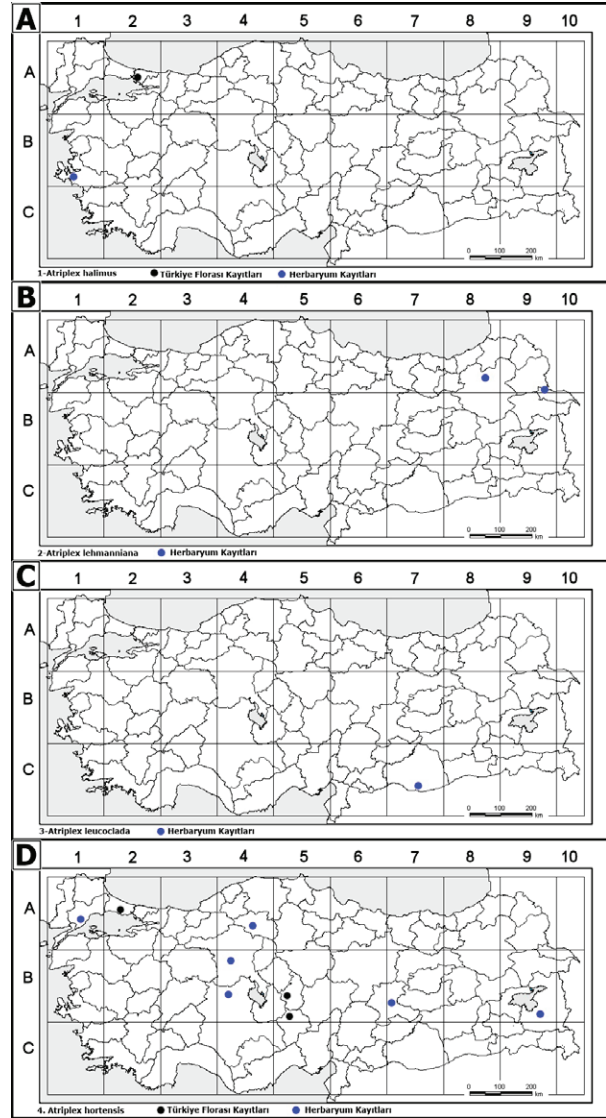 A 1 2 3 4 5 6 7 8 9 10
A
B
C
0 100 200
km
1-Atriplex halimus Türkiye Florası Kayıtları Herbaryum Kayıtları
B 1 2 3 4 5 6 7 8 9 10
A
B
C
0 100 200
km
2-Atriplex lehmanniana Herbaryum Kayıtları
C 1 2 3 4 5 6 7 8 9 10
A
B
C
0 100 200
km
3-Atriplex leucoclada Herbaryum Kayıtları
D 1 2 3 4 5 6 7 8 9 10
A
B
C
0 100 200
km
4. Atriplex hortensis Türkiye Florası Kayıtları Herbaryum Kayıtları